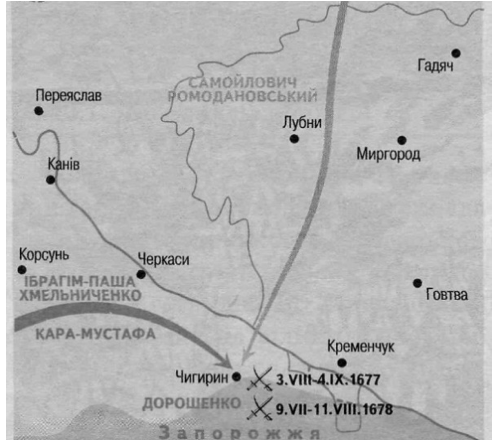 Гадяч
САМОЙЛОВИЧ
РОМОДАНОВСЬКИЙ
Переяслав
Лубни
Миргород
Канів
Корсунь
Черкаси
ІБРАГІМ-ПАША
ХМЕЛЬНИЧЕНКО
Говтва
КАРА-МУСТАФА
Кременчук
Чигирин
3.VIII-4.IX.1677
ДОРОШЕНКО
9.VII-11.VIII.1678
Запорожжя